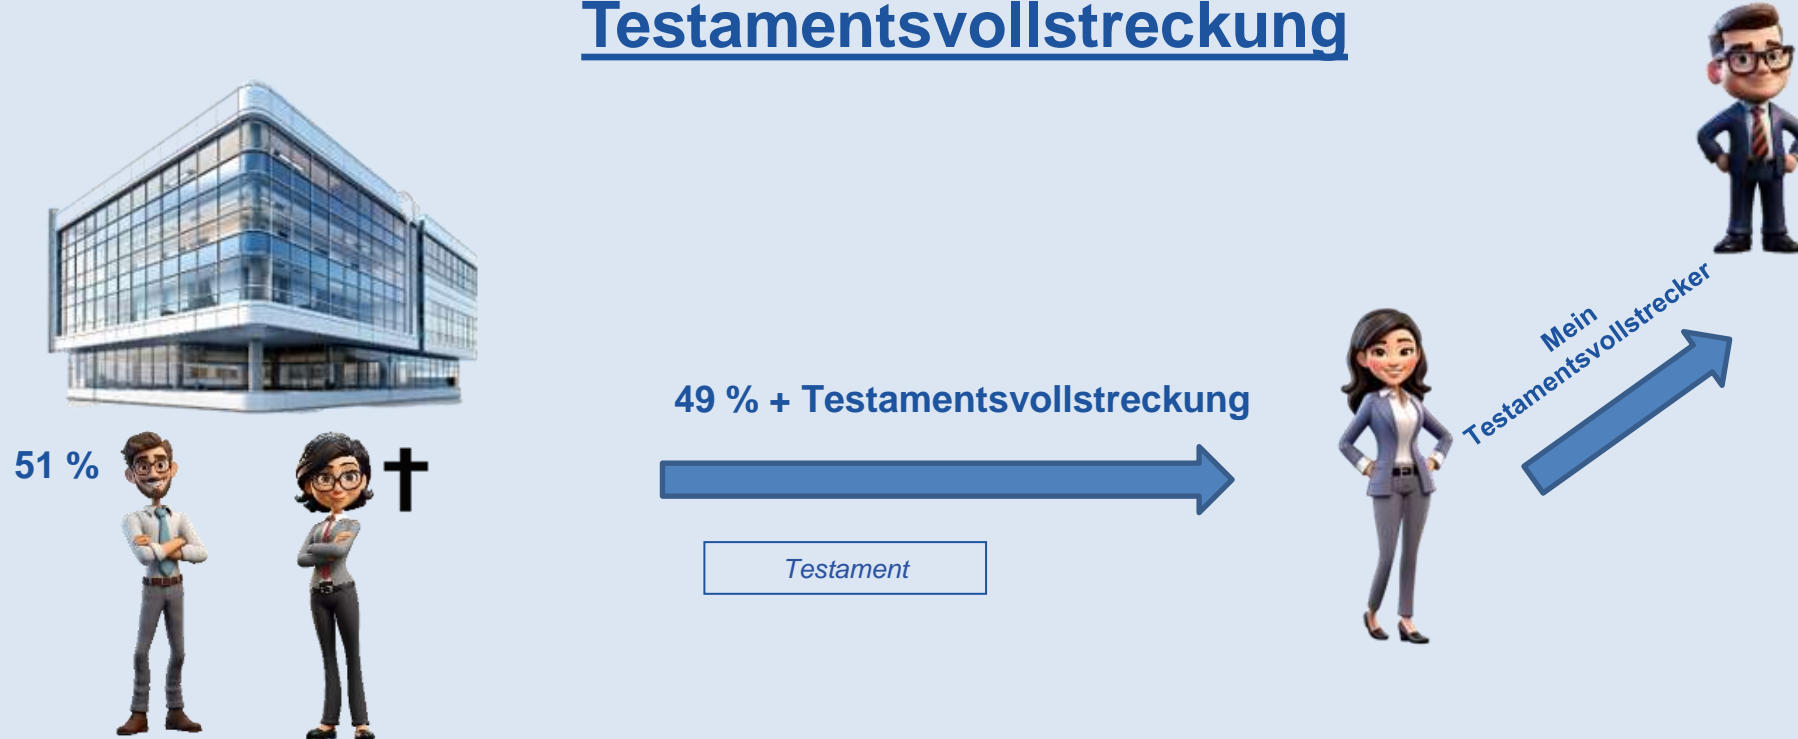 Testamentsvollstreckung
Mein
Testamentsvollstrecker
49 % + Testamentsvollstreckung
51 %
Testament